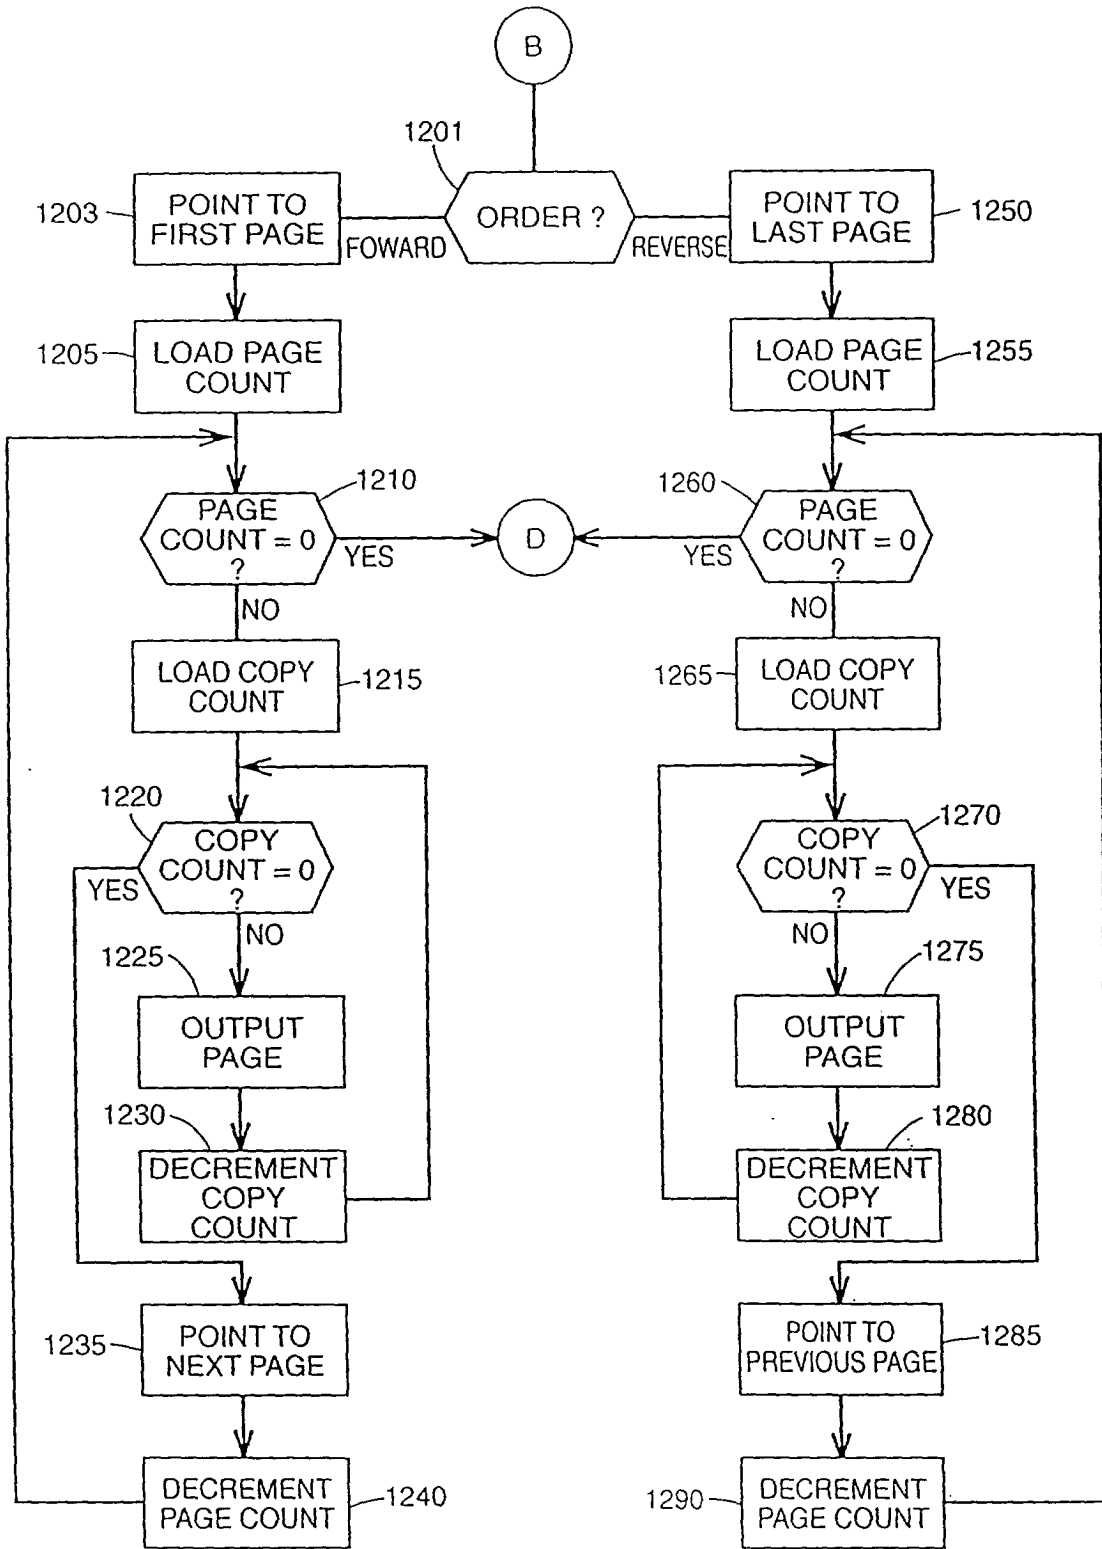 B
1201
1203
POINT TO
FIRST PAGE
FOWARD
ORDER ?
REVERSE
POINT TO
LAST PAGE
1250
1205
LOAD PAGE
COUNT
LOAD PAGE
COUNT
1255
PAGE
COUNT = 0
?
1210
YES
D
1260
YES
PAGE
COUNT = 0
?
NO
NO
LOAD COPY
COUNT
1215
1265
LOAD COPY
COUNT
1220
COPY
COUNT = 0
?
YES
COPY
COUNT = 0
?
1270
YES
NO
NO
1225
OUTPUT
PAGE
1275
OUTPUT
PAGE
1230
DECREMENT
COPY
COUNT
1280
DECREMENT
COPY
COUNT
1235
POINT TO
NEXT PAGE
POINT TO
PREVIOUS PAGE
1285
DECREMENT
PAGE COUNT
1240
1290
DECREMENT
PAGE COUNT